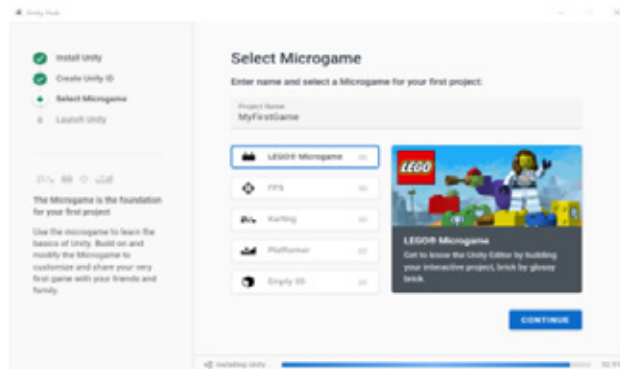 Unity Hub
Install Unity
Create Unity ID
Select Microgame
Launch Unity
The Microgame is the foundation
for your first project
Use the microgame to learn the
basics of Unity. Build on and
modify the Microgame to
customize and share your very
first game with your friends and
family.
Select Microgame
Enter name and select a Microgame for your first project:
Project Name
MyFirstGame
LEGO® Microgame
FPS
Karting
Platformer
Empty 3D
LEGO
LEGO® Microgame
Get to know the Unity Editor by building
your interactive project, brick by glossy
brick.
CONTINUE
Installing Unity